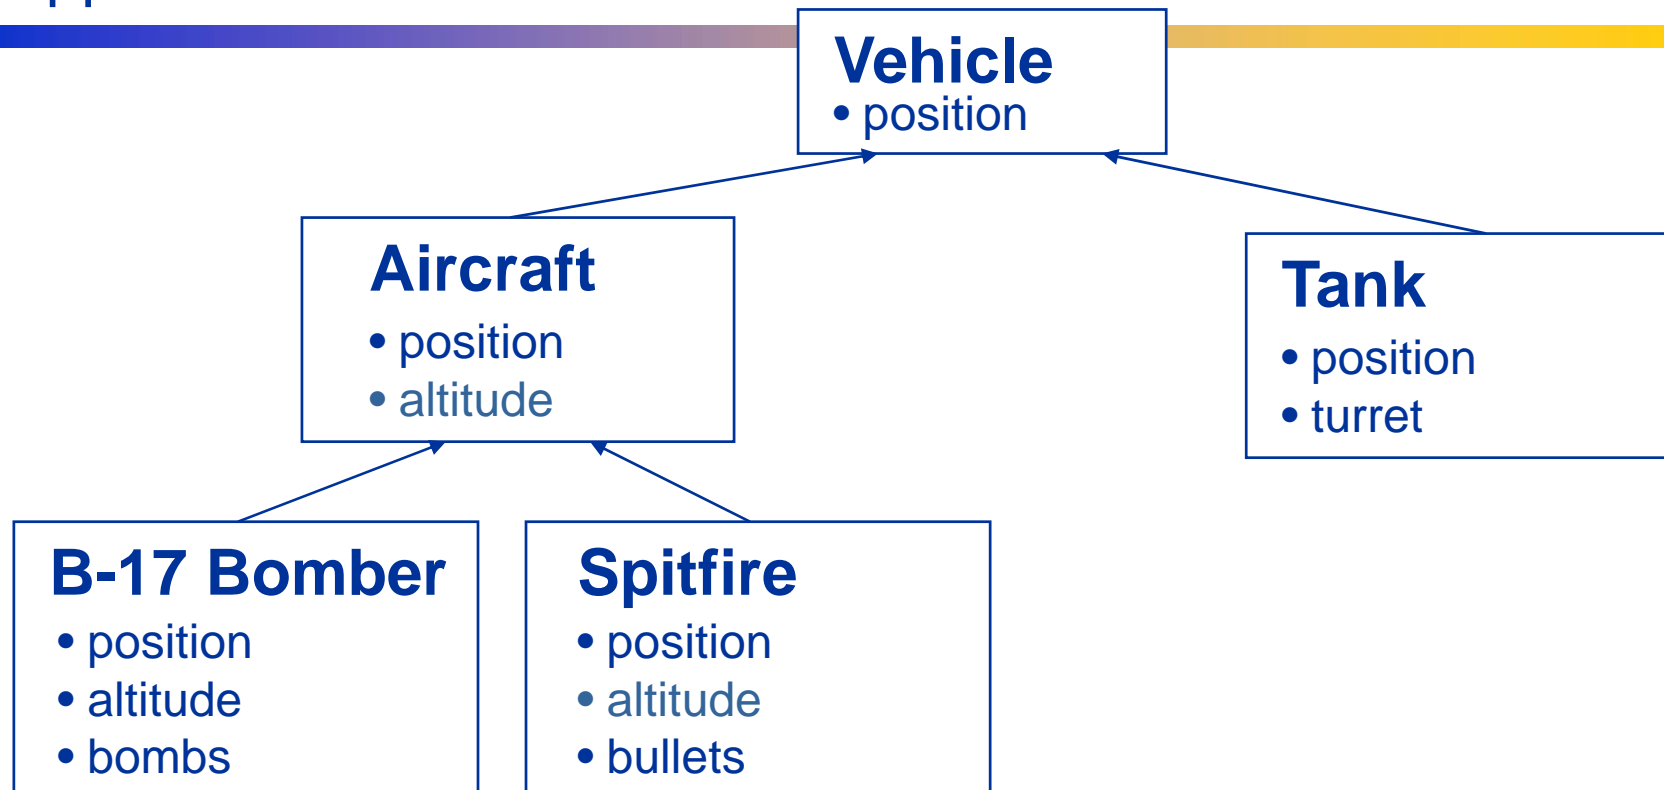 Vehicle
• position
Aircraft
• position
• altitude
Tank
• position
• turret
B-17 Bomber
• position
• altitude
• bombs
Spitfire
• position
• altitude
• bullets